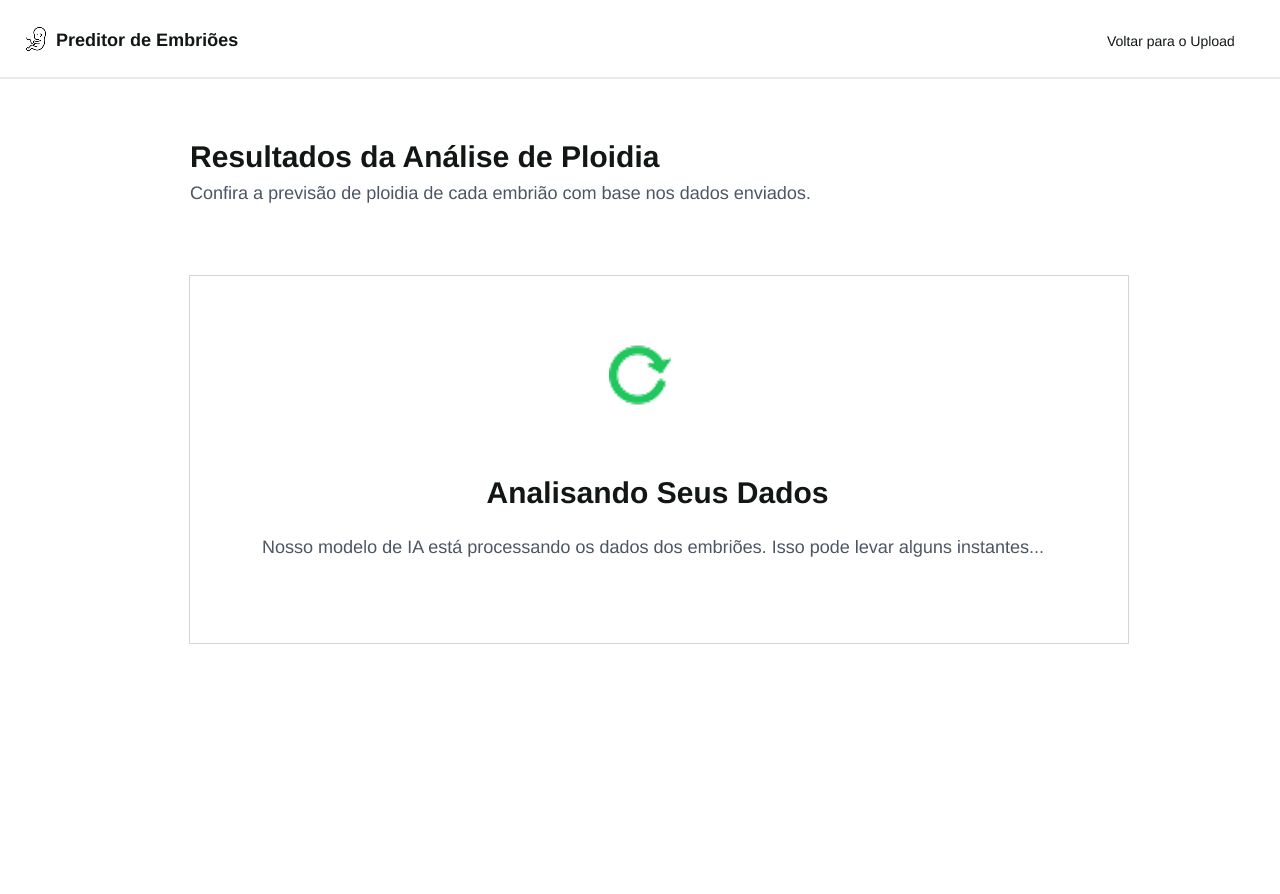 Preditor de Embriões
Voltar para o Upload
Resultados da Análise de Ploidia
Confira a previsão de ploidia de cada embrião com base nos dados enviados.
Analisando Seus Dados
Nosso modelo de IA está processando os dados dos embriões. Isso pode levar alguns instantes...